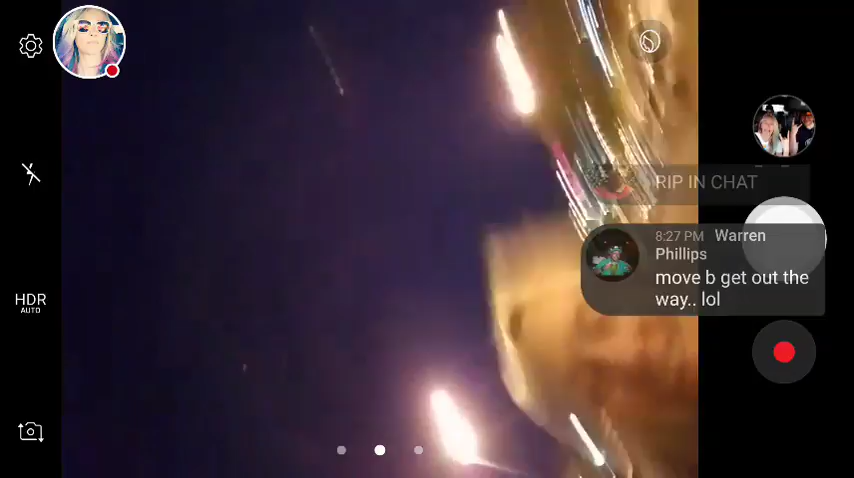 RIP IN CHAT
8:27 PM Warren
Phillips
move b get out the
way.. lol
HDR
AUTO